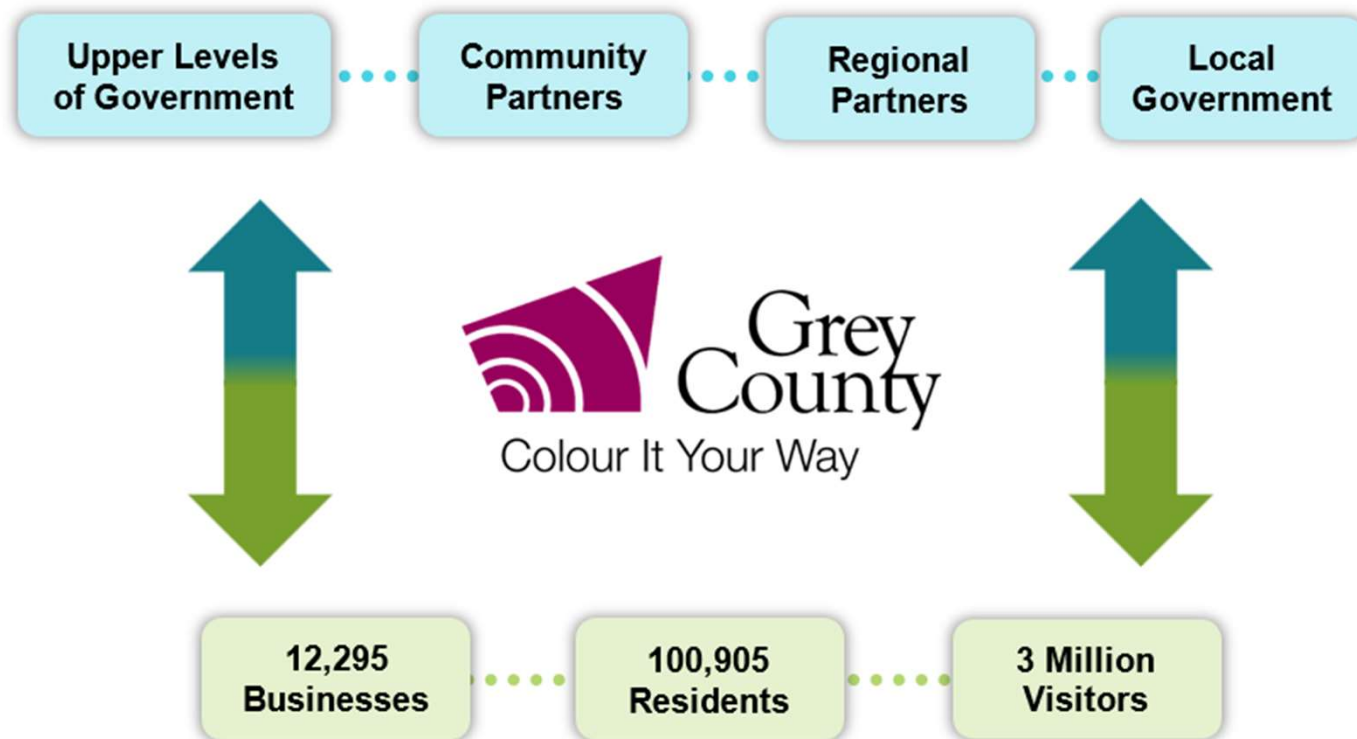 Upper Levels
of Government
Community
Partners
Regional
Partners
Local
Government
Grey
County
Colour It Your Way
12,295
Businesses
100,905
Residents
3 Million
Visitors